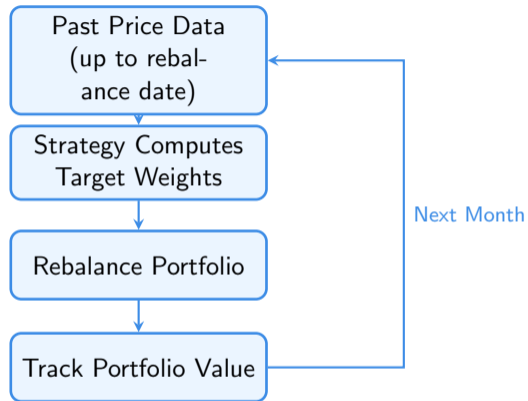 Past Price Data
(up to rebal-
ance date)
Strategy Computes
Target Weights
Next Month
Rebalance Portfolio
Track Portfolio Value